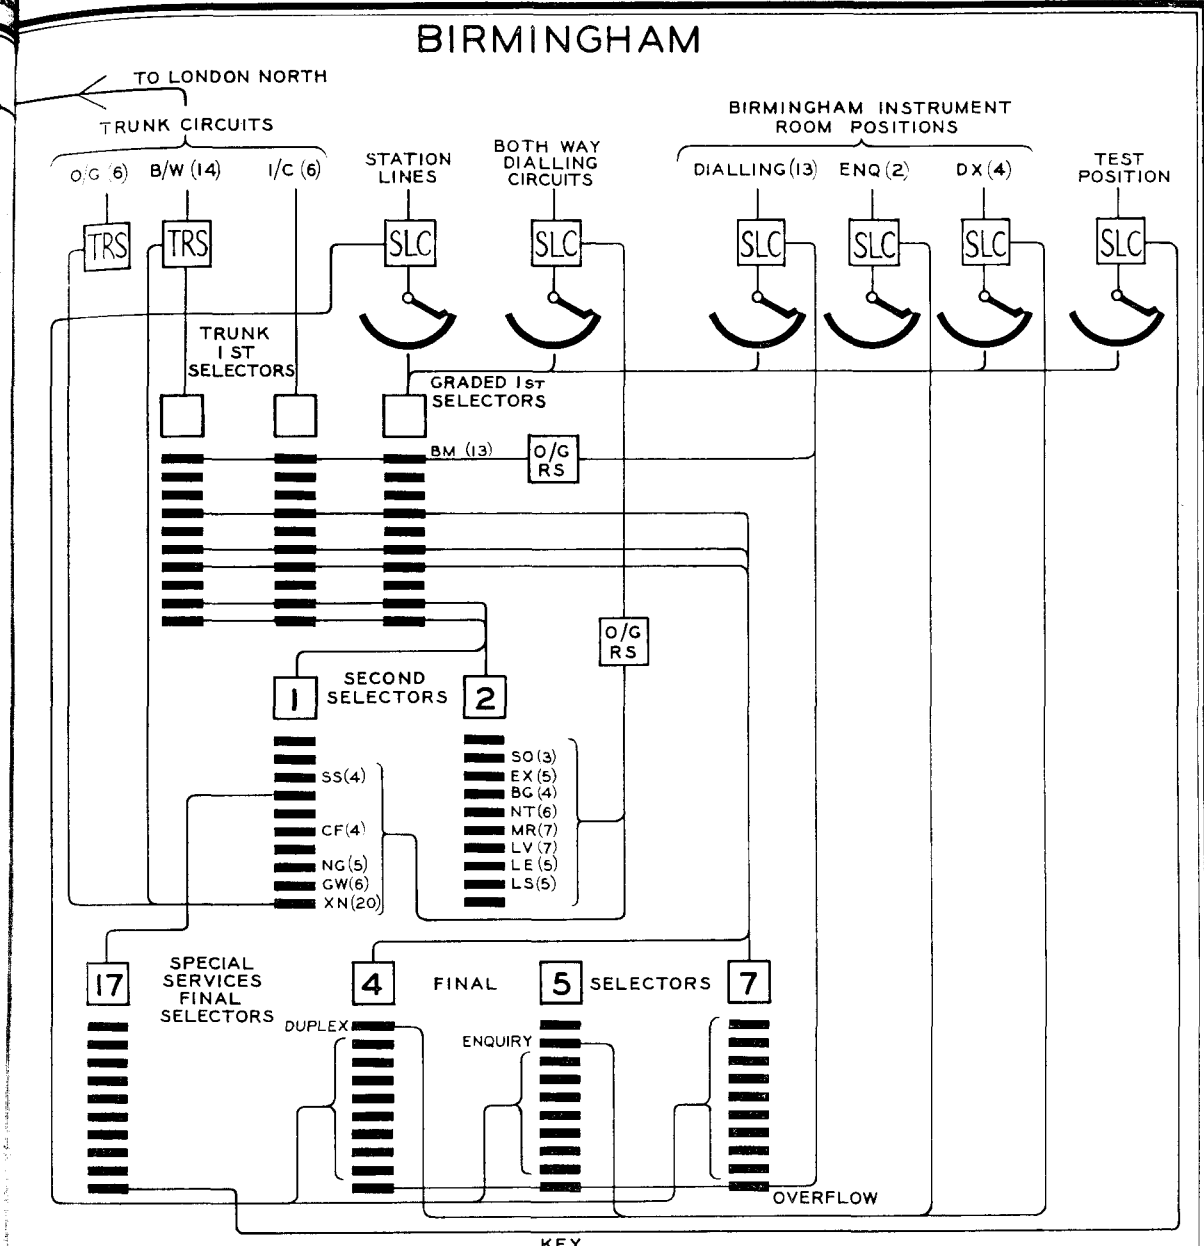 BIRMINGHAM
TO LONDON NORTH
TRUNK CIRCUITS
O/G (6)
B/W (14)
I/C (6)
STATION
LINES
BOTH WAY
DIALLING
CIRCUITS
BIRMINGHAM INSTRUMENT
ROOM POSITIONS
DIALLING (13)
ENQ (2)
DX (4)
TEST
POSITION
TRS
TRS
SLC
SLC
SLC
SLC
SLC
SLC
TRUNK
1 ST
SELECTORS
GRADED 1ST
SELECTORS
BM (13)
O/G
RS
O/G
RS
1
SECOND
SELECTORS
2
SS(4)
CF(4)
NG(5)
GW(6)
XN(20)
SO(3)
EX(5)
BG(4)
NT(6)
MR(7)
LV(7)
LE(5)
LS(5)
17
SPECIAL
SERVICES
FINAL
SELECTORS
4
FINAL
5
SELECTORS
7
DUPLEX
ENQUIRY
OVERFLOW
KEY